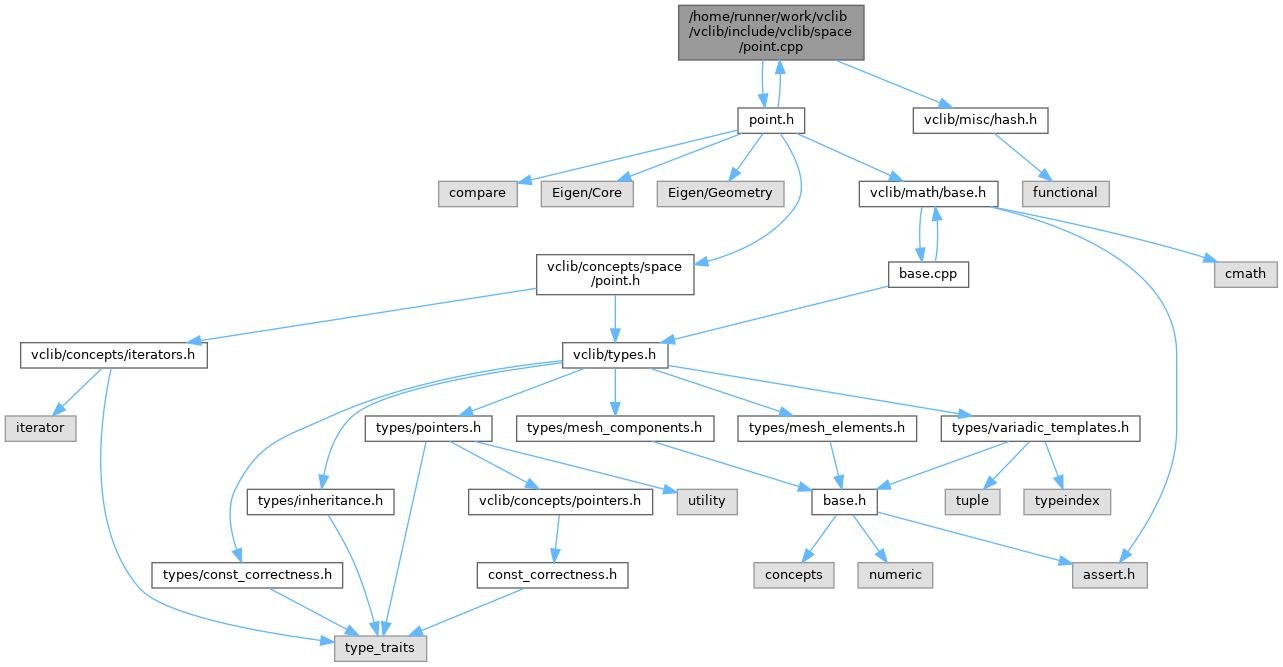 /home/runner/work/vclib
/vclib/include/vclib/space
/point.cpp
point.h
vclib/misc/hash.h
compare
Eigen/Core
Eigen/Geometry
vclib/math/base.h
functional
vclib/concepts/space
/point.h
base.cpp
cmath
vclib/concepts/iterators.h
vclib/types.h
iterator
types/pointers.h
types/mesh_components.h
types/mesh_elements.h
types/variadic_templates.h
types/inheritance.h
vclib/concepts/pointers.h
utility
base.h
tuple
typeindex
types/const_correctness.h
const_correctness.h
concepts
numeric
assert.h
type_traits